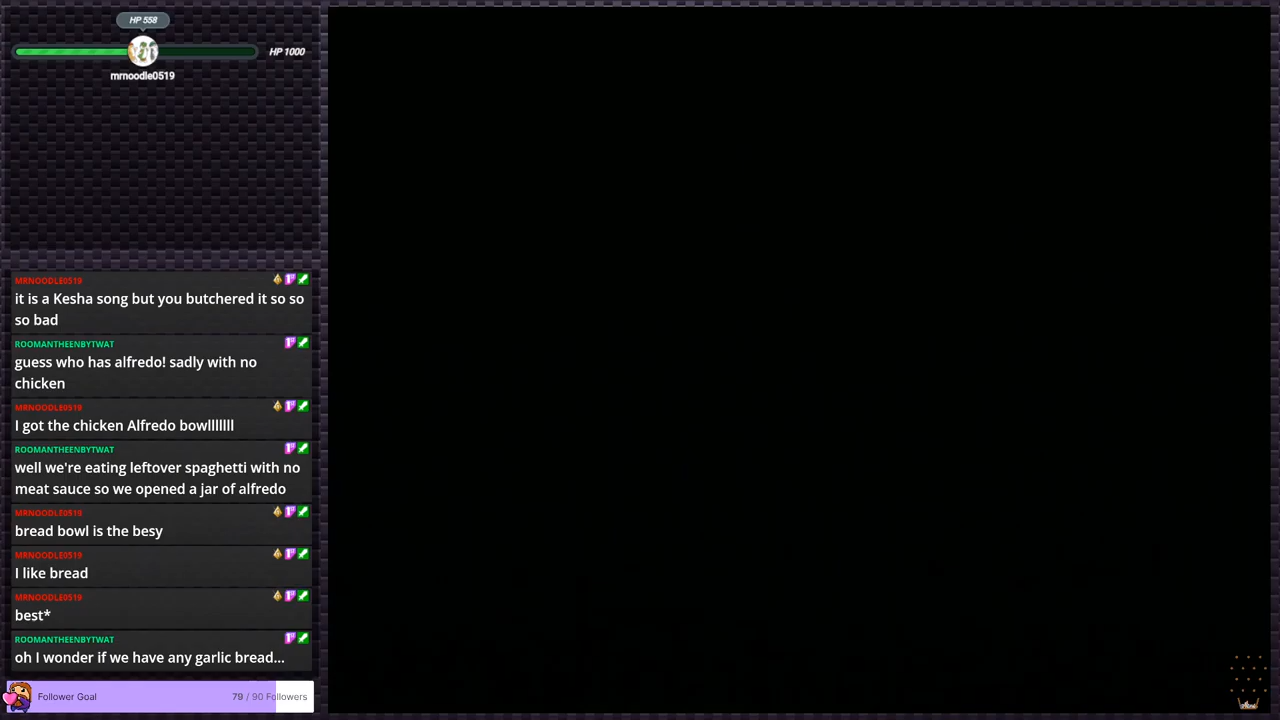 HP 558
HP 1000
mrnoodle0519
MRNOODLE0519
it is a Kesha song but you butchered it so so
so bad
ROOMANTHEENBYTWAT
guess who has alfredo! sadly with no
chicken
MRNOODLE0519
I got the chicken Alfredo bowlllllll
ROOMANTHEENBYTWAT
well we're eating leftover spaghetti with no
meat sauce so we opened a jar of alfredo
MRNOODLE0519
bread bowl is the besy
MRNOODLE0519
I like bread
MRNOODLE0519
best*
ROOMANTHEENBYTWAT
oh I wonder if we have any garlic bread...
Follower Goal
79 / 90 Followers